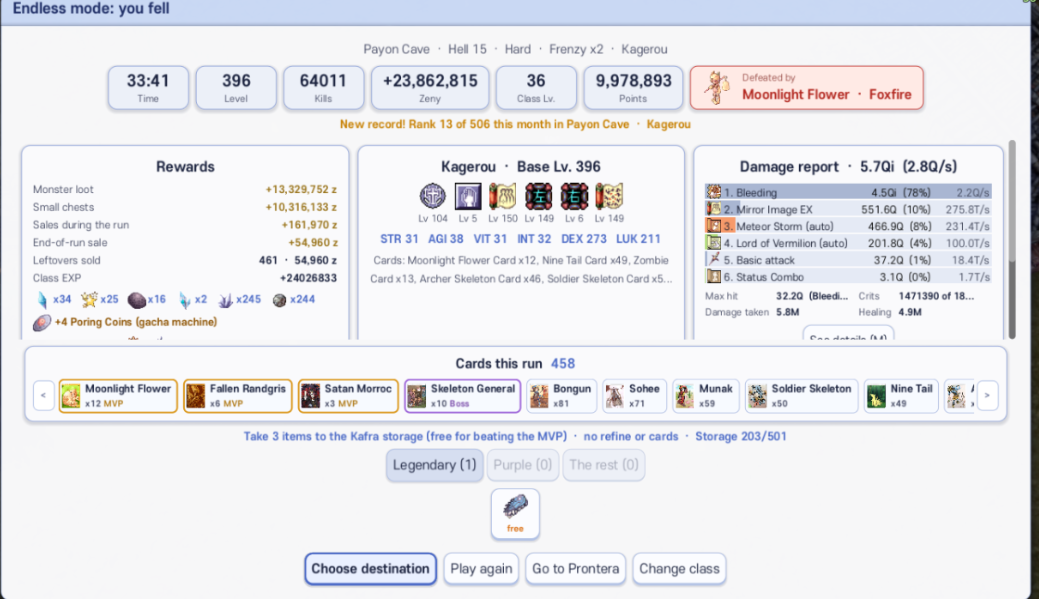 Endless mode: you fell
Payon Cave · Hell 15 · Hard · Frenzy x2 · Kagerou
33:41
Time
396
Level
64011
Kills
+23,862,815
Zeny
36
Class Lv.
9,978,893
Points
Defeated by
Moonlight Flower · Foxfire
New record! Rank 13 of 506 this month in Payon Cave · Kagerou
Rewards
Monster loot +13,329,752 z
Small chests +10,316,133 z
Sales during the run +161,970 z
End-of-run sale +54,960 z
Leftovers sold 461 · 54,960 z
Class EXP +24026833
x34 x25 x16 x2 x245 x244
+4 Poring Coins (gacha machine)
Kagerou · Base Lv. 396
Lv 104 Lv 5 Lv 150 Lv 149 Lv 6 Lv 149
STR 31 AGI 38 VIT 31 INT 32 DEX 273 LUK 211
Cards: Moonlight Flower Card x12, Nine Tail Card x49, Zombie
Card x13, Archer Skeleton Card x46, Soldier Skeleton Card x5...
Damage report · 5.7Qi (2.8Q/s)
1. Bleeding 4.5Qi (78%) 2.2Q/s
2. Mirror Image EX 551.6Q (10%) 275.8T/s
3. Meteor Storm (auto) 466.9Q (8%) 231.4T/s
4. Lord of Vermilion (auto) 201.8Q (4%) 100.0T/s
5. Basic attack 37.2Q (1%) 18.4T/s
6. Status Combo 3.1Q (0%) 1.7T/s
Max hit 32.2Q (Bleedi... Crits 1471390 of 18...
Damage taken 5.8M Healing 4.9M
See details (M)
Cards this run 458
<
Moonlight Flower
x12 MVP
Fallen Randgris
x6 MVP
Satan Morroc
x3 MVP
Skeleton General
x10 Boss
Bongun
x81
Sohee
x71
Munak
x59
Soldier Skeleton
x50
Nine Tail
x49
>
Take 3 items to the Kafra storage (free for beating the MVP) · no refine or cards · Storage 203/501
Legendary (1) Purple (0) The rest (0)
free
Choose destination Play again Go to Prontera Change class